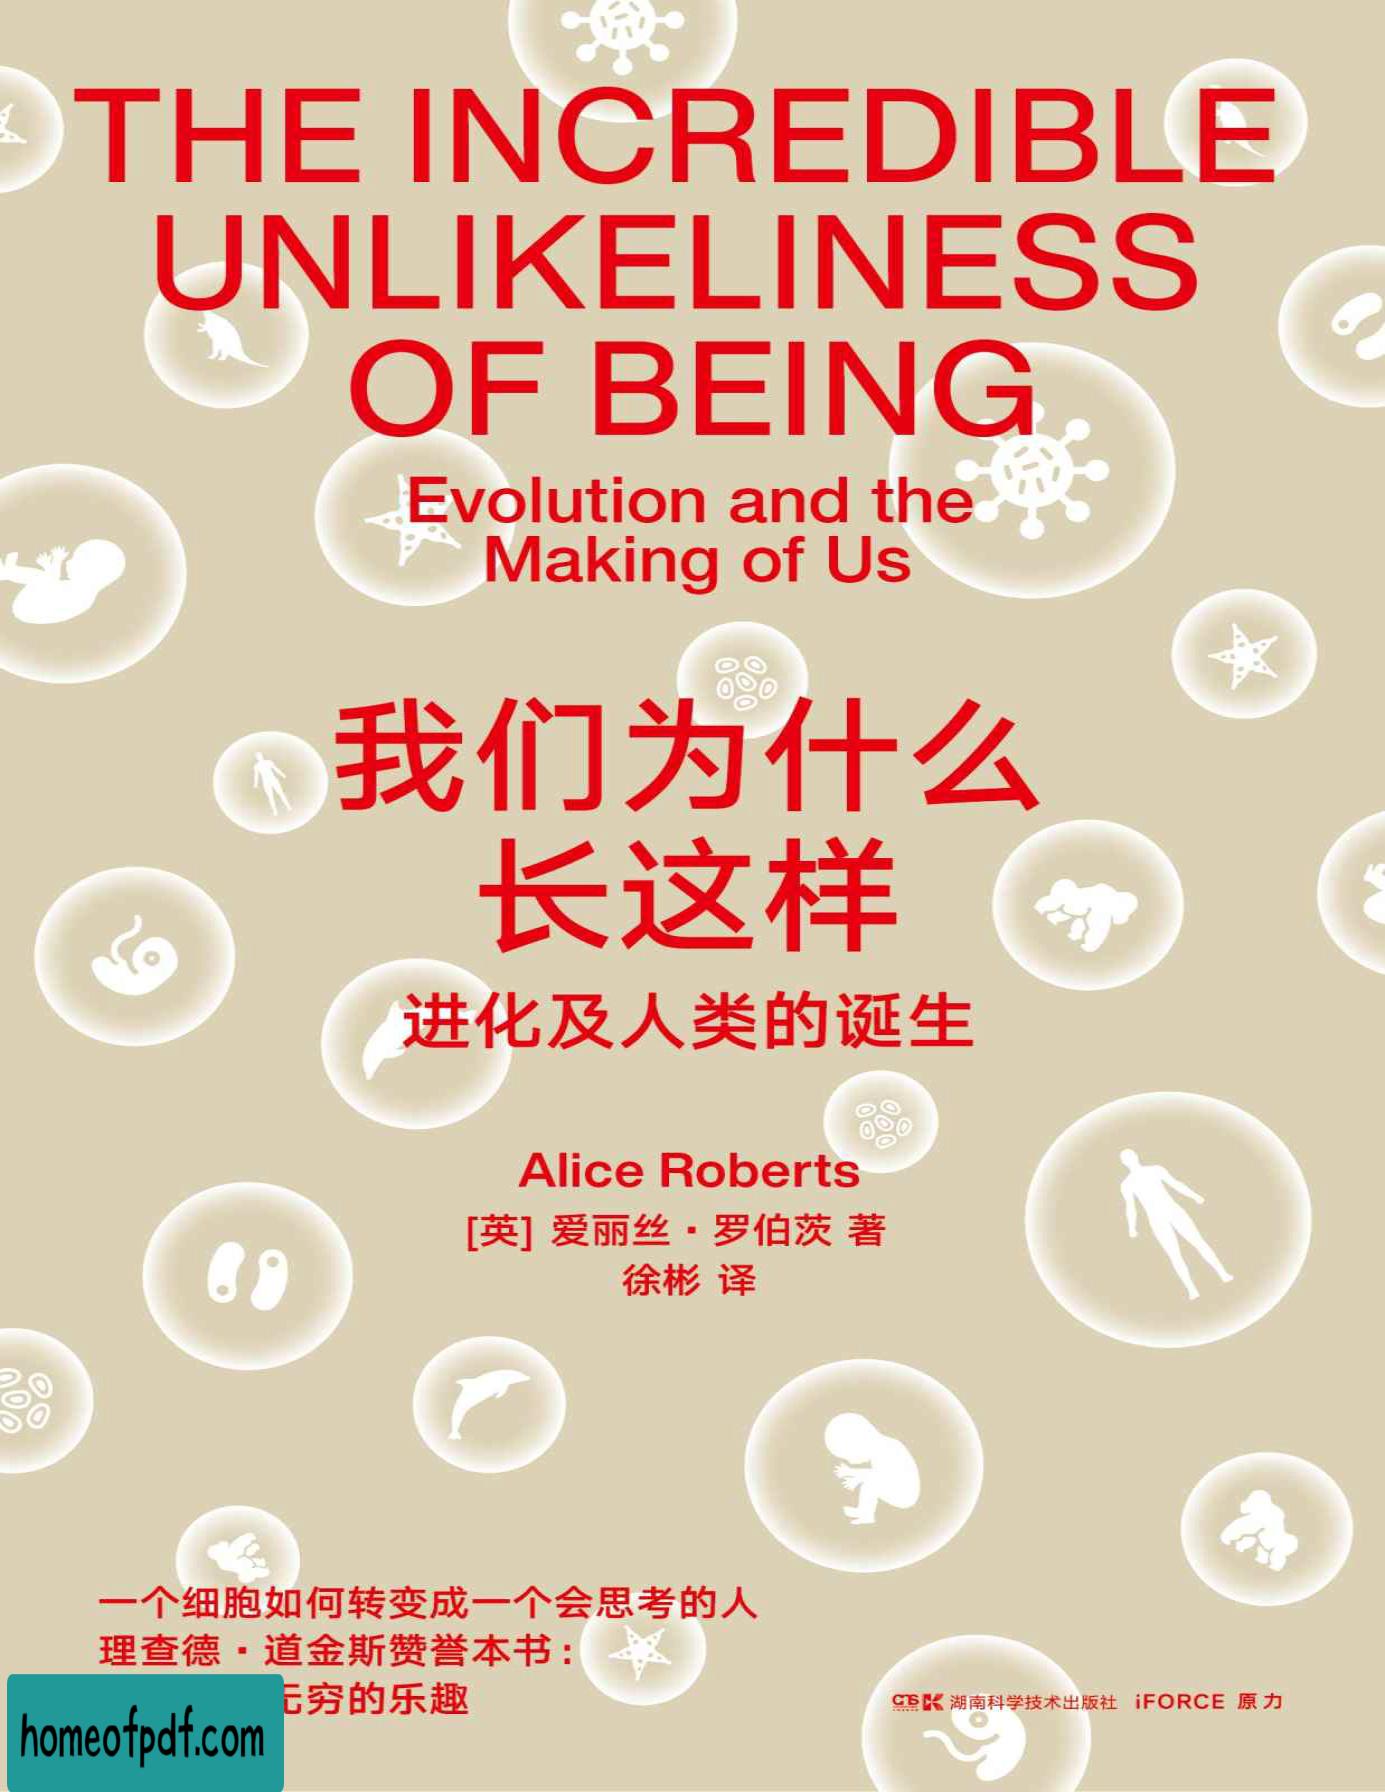 THE INCREDIBLE
UNLIKELINESS
OF BEING
Evolution and the
Making of Us
我们为什么
长这样
进化及人类的诞生
Alice Roberts
[英] 爱丽丝·罗伯茨 著
徐彬 译
一个细胞如何转变成一个会思考的人
理查德·道金斯赞誉本书:
无穷的乐趣
homeofpdf.com
湖南科学技术出版社 iFORCE 原力